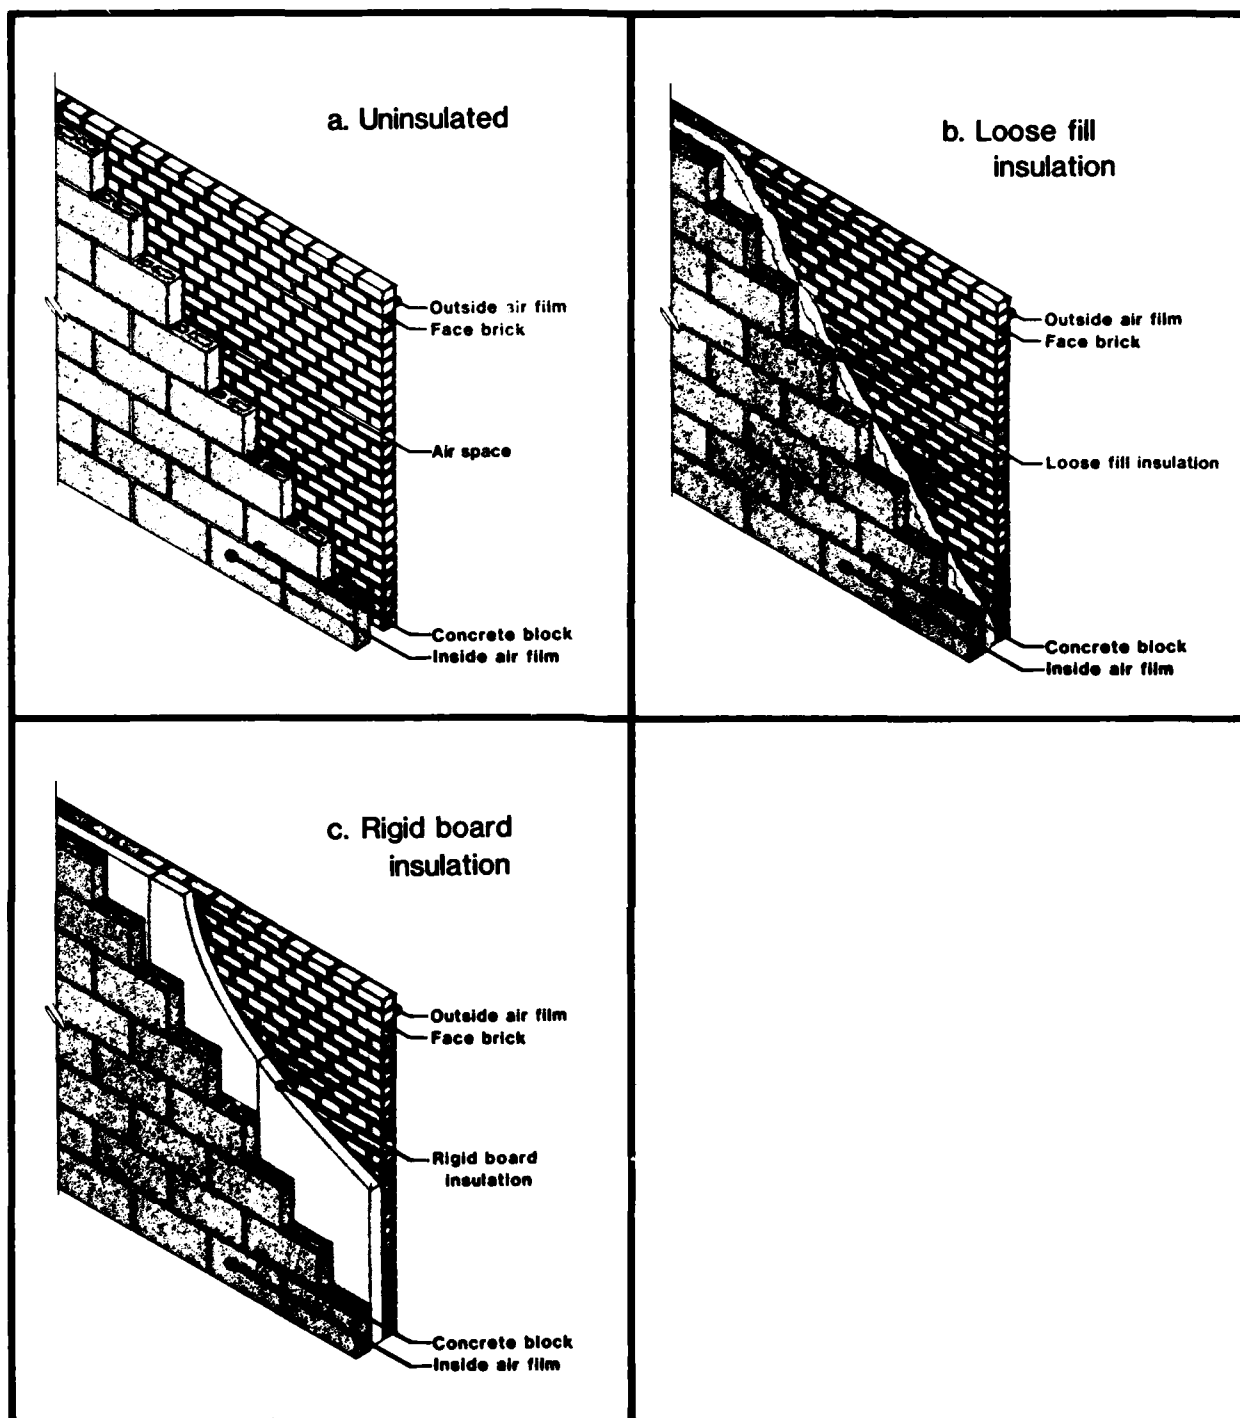 a. Uninsulated
Outside air film
Face brick
Air space
Concrete block
Inside air film
b. Loose fill
insulation
Outside air film
Face brick
Loose fill insulation
Concrete block
Inside air film
c. Rigid board
insulation
Outside air film
Face brick
Rigid board
insulation
Concrete block
Inside air film